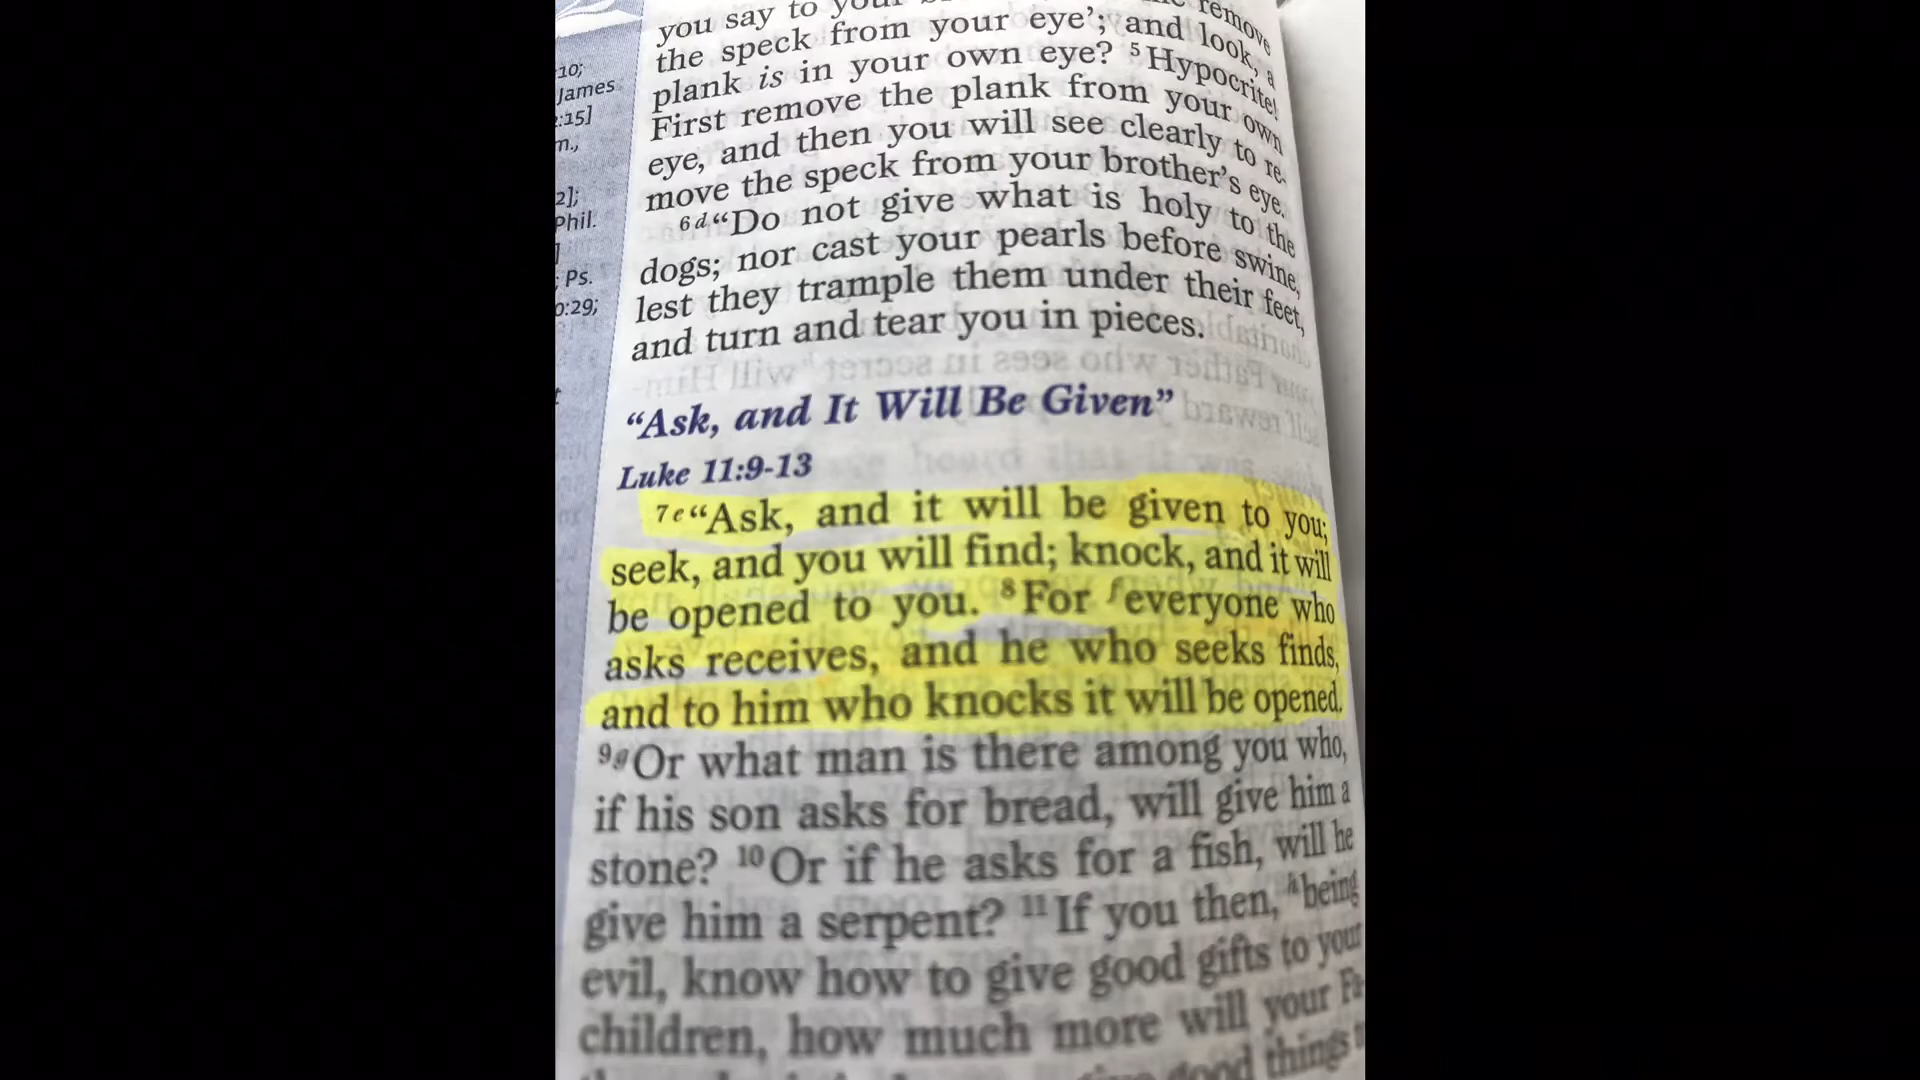 10;
James
:15]
n.,
2];
Phil.
]
; Ps.
0:29;
you say to your remove
the speck from your eye’; and look, a
plank is in your own eye? 5 Hypocrite!
First remove the plank from your own
eye, and then you will see clearly to re-
move the speck from your brother’s eye.
6 d “Do not give what is holy to the
dogs; nor cast your pearls before swine,
lest they trample them under their feet,
and turn and tear you in pieces.
“Ask, and It Will Be Given”
Luke 11:9-13
7 e “Ask, and it will be given to you;
seek, and you will find; knock, and it will
be opened to you. 8 For f everyone who
asks receives, and he who seeks finds,
and to him who knocks it will be opened.
9 g Or what man is there among you who,
if his son asks for bread, will give him a
stone? 10 Or if he asks for a fish, will he
give him a serpent? 11 If you then, h being
evil, know how to give good gifts to your
children, how much more will your
good things